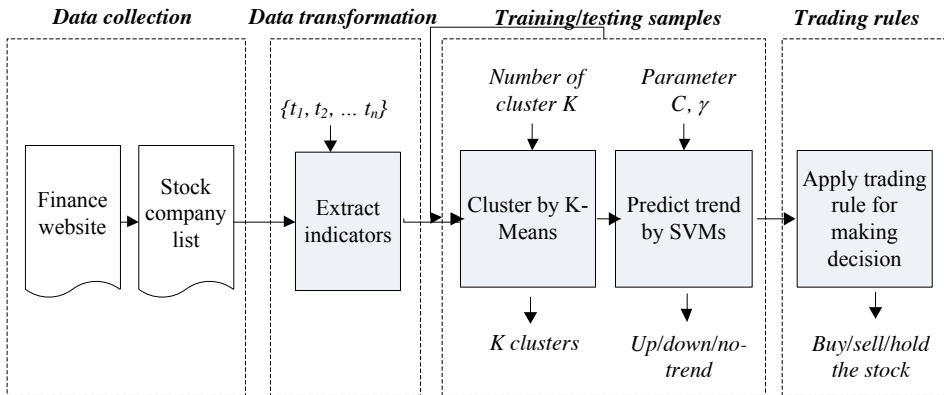 Data collection
Data transformation
Training/testing samples
Trading rules
Finance
website
Stock
company
list
{t1, t2, ... tn}
Extract
indicators
Number of
cluster K
Cluster by K-
Means
K clusters
Parameter
C, γ
Predict trend
by SVMs
Up/down/no-
trend
Apply trading
rule for
making
decision
Buy/sell/hold
the stock